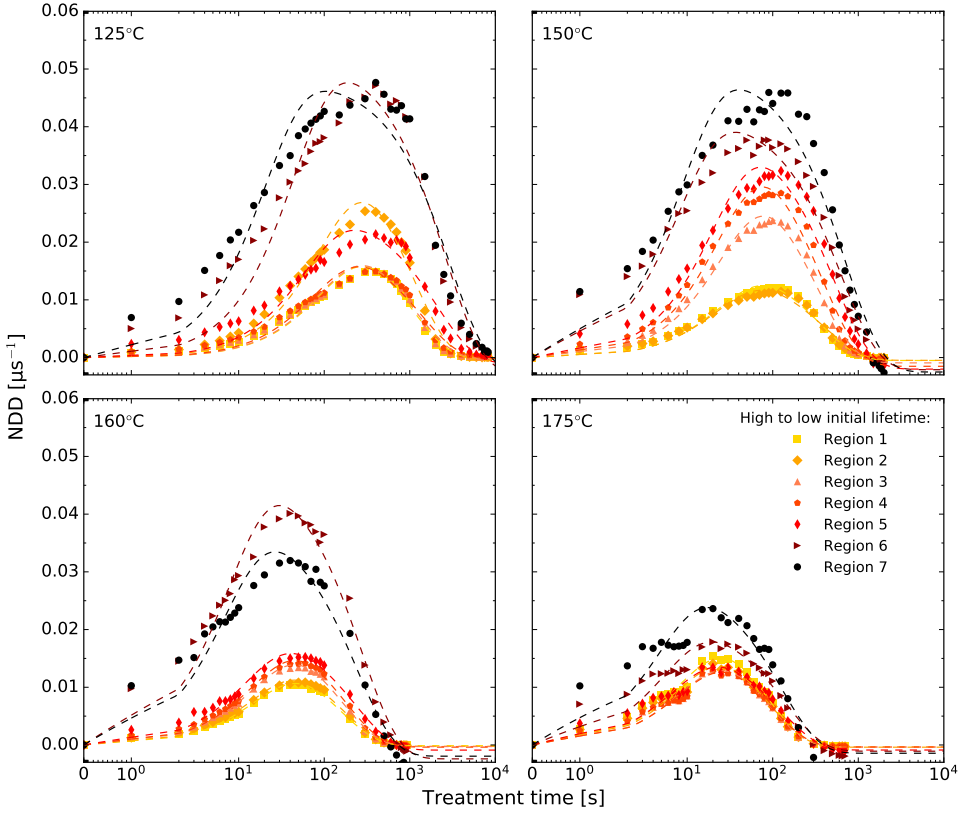 0.06
0.05
0.04
0.03
0.02
0.01
0.00
125°C
150°C
NDD [µs⁻¹]
0.06
0.05
0.04
0.03
0.02
0.01
0.00
160°C
175°C
High to low initial lifetime:
Region 1
Region 2
Region 3
Region 4
Region 5
Region 6
Region 7
0 10⁰ 10¹ 10² 10³ 10⁴
0 10⁰ 10¹ 10² 10³ 10⁴
Treatment time [s]